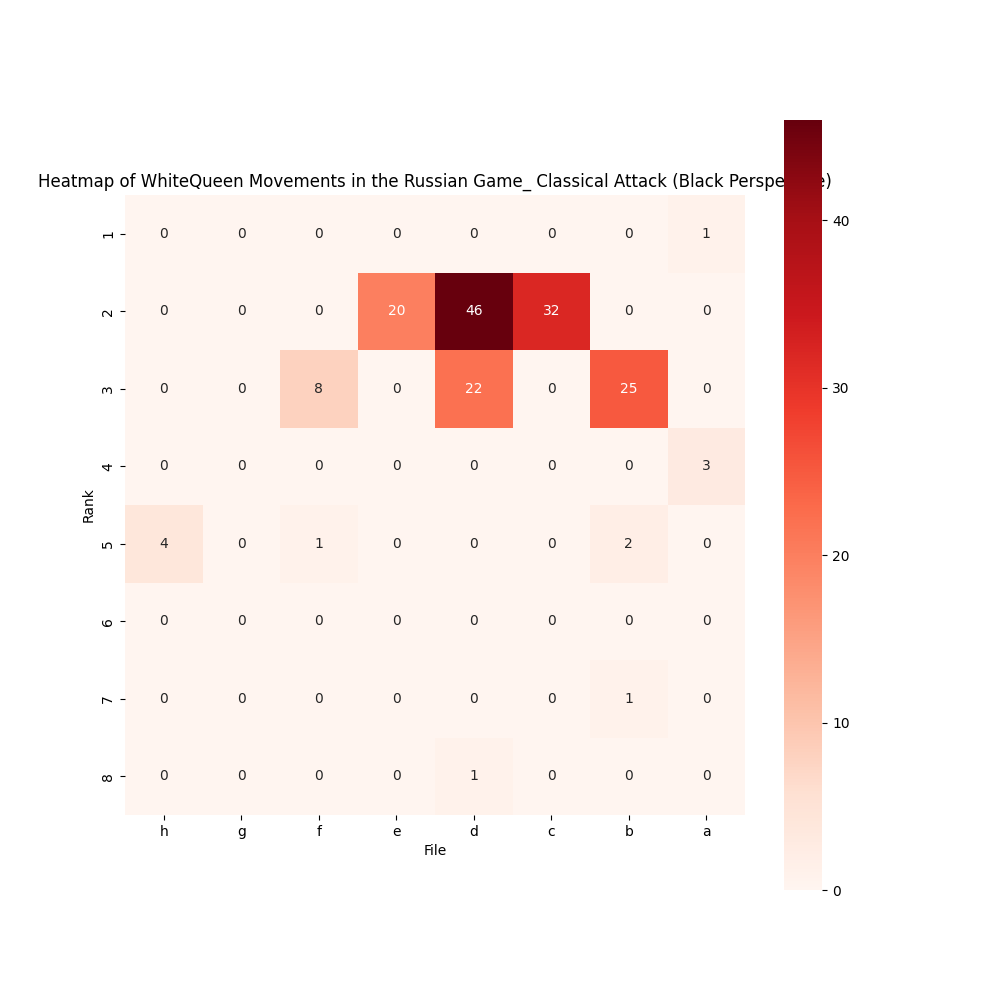 Heatmap of WhiteQueen Movements in the Russian Game_ Classical Attack (Black Perspective)
1 0 0 0 0 0 0 0 1
2 0 0 0 20 46 32 0 0
3 0 0 8 0 22 0 25 0
4 0 0 0 0 0 0 0 3
5 4 0 1 0 0 0 2 0
6 0 0 0 0 0 0 0 0
7 0 0 0 0 0 0 1 0
8 0 0 0 0 1 0 0 0
h g f e d c b a
File
Rank
40
30
20
10
0